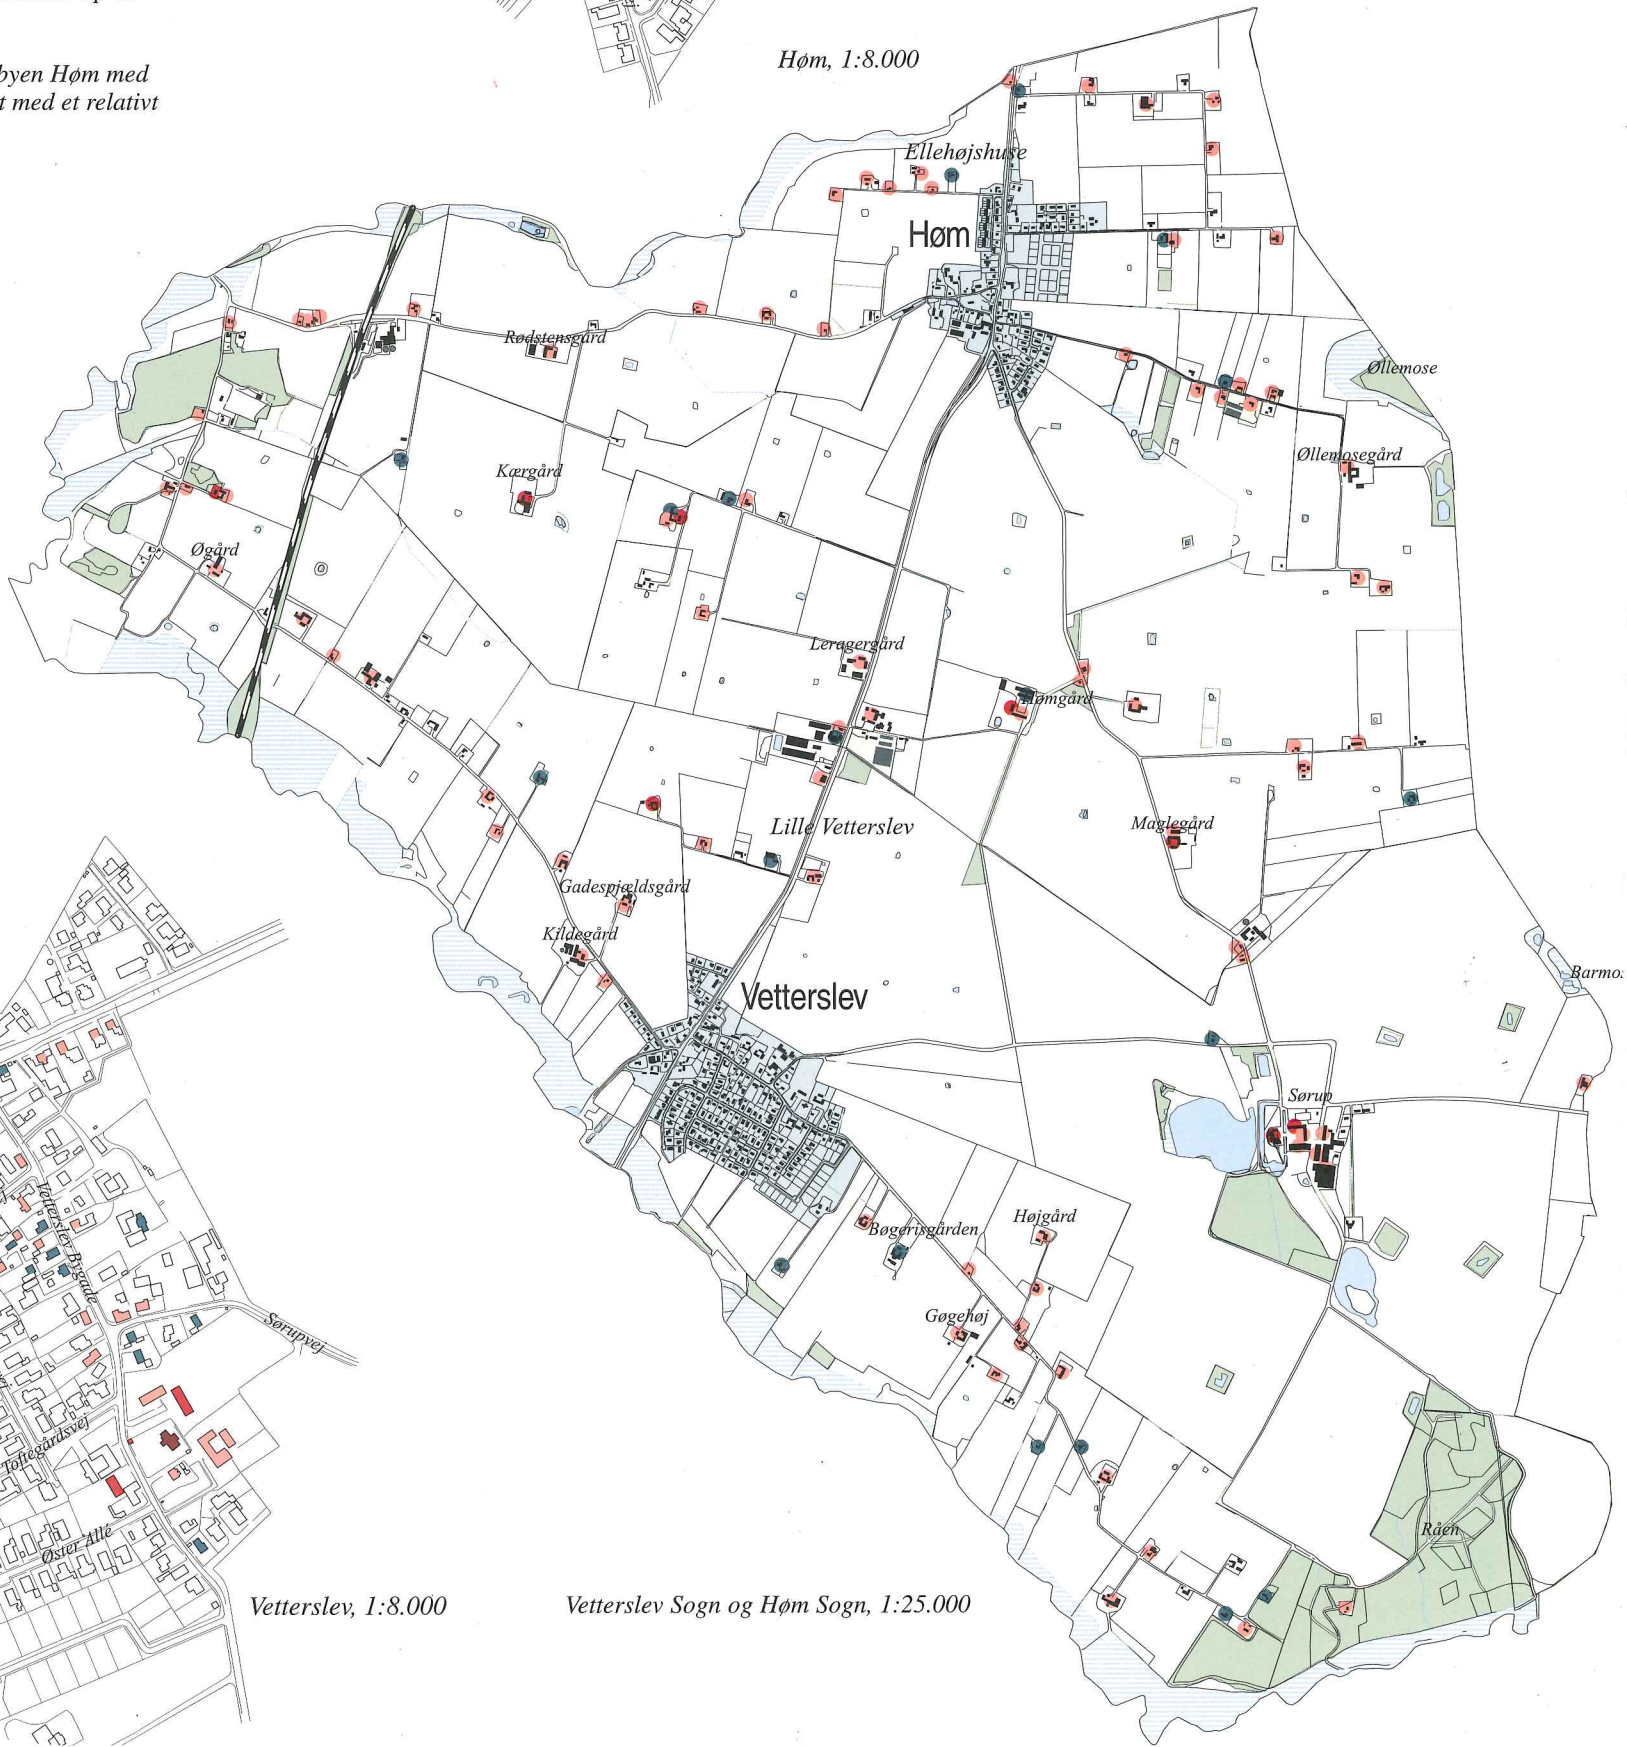 byen Høm med
t med et relativt
Høm, 1:8.000
Ellehøjshuse
Høm
Rødstensgård
Øllemose
Kærgård
Øllemosegård
Øgård
Leragergård
Hømgård
Lille Vetterslev
Maglegård
Gadespjældsgård
Kildegård
Barmo
Vetterslev
Sørup
Højgård
Bøgerisgården
Gøgehøj
Råen
Vetterslev Bygade
Sørupvej
Toftegårdsvej
Øster Allé
Vetterslev, 1:8.000
Vetterslev Sogn og Høm Sogn, 1:25.000